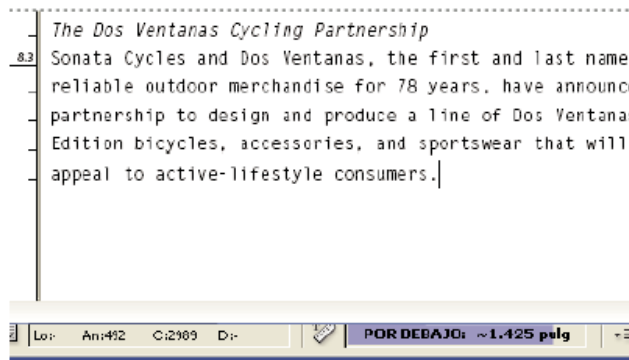 The Dos Ventanas Cycling Partnership
8.3 Sonata Cycles and Dos Ventanas, the first and last name
reliable outdoor merchandise for 78 years, have announc
partnership to design and produce a line of Dos Ventanas
Edition bicycles, accessories, and sportswear that will
appeal to active-lifestyle consumers.
Lo:- An:492 C:2989 D:- POR DEBAJO: ~1.425 pulg